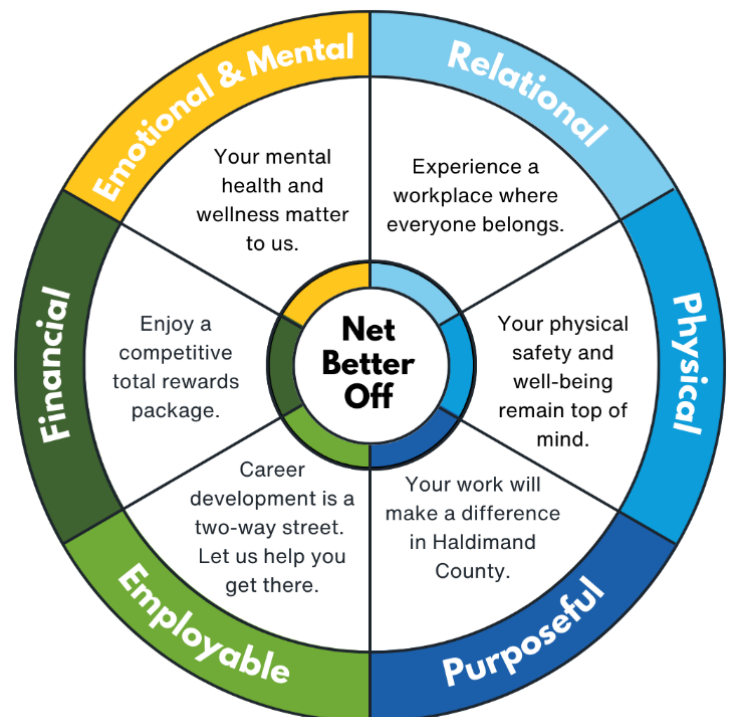 Emotional & Mental
Your mental
health and
wellness matter
to us.
Relational
Experience a
workplace where
everyone belongs.
Physical
Your physical
safety and
well-being
remain top of
mind.
Purposeful
Your work will
make a difference
in Haldimand
County.
Employable
Career
development is a
two-way street.
Let us help you
get there.
Financial
Enjoy a
competitive
total rewards
package.
Net
Better
Off